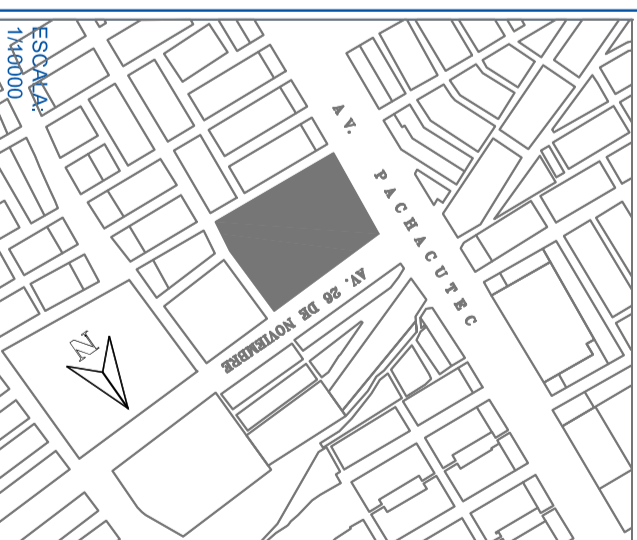 ESCALA:
1/10000
AV. PACHACUTEC
AV. 26 DE NOVIEMBRE
N